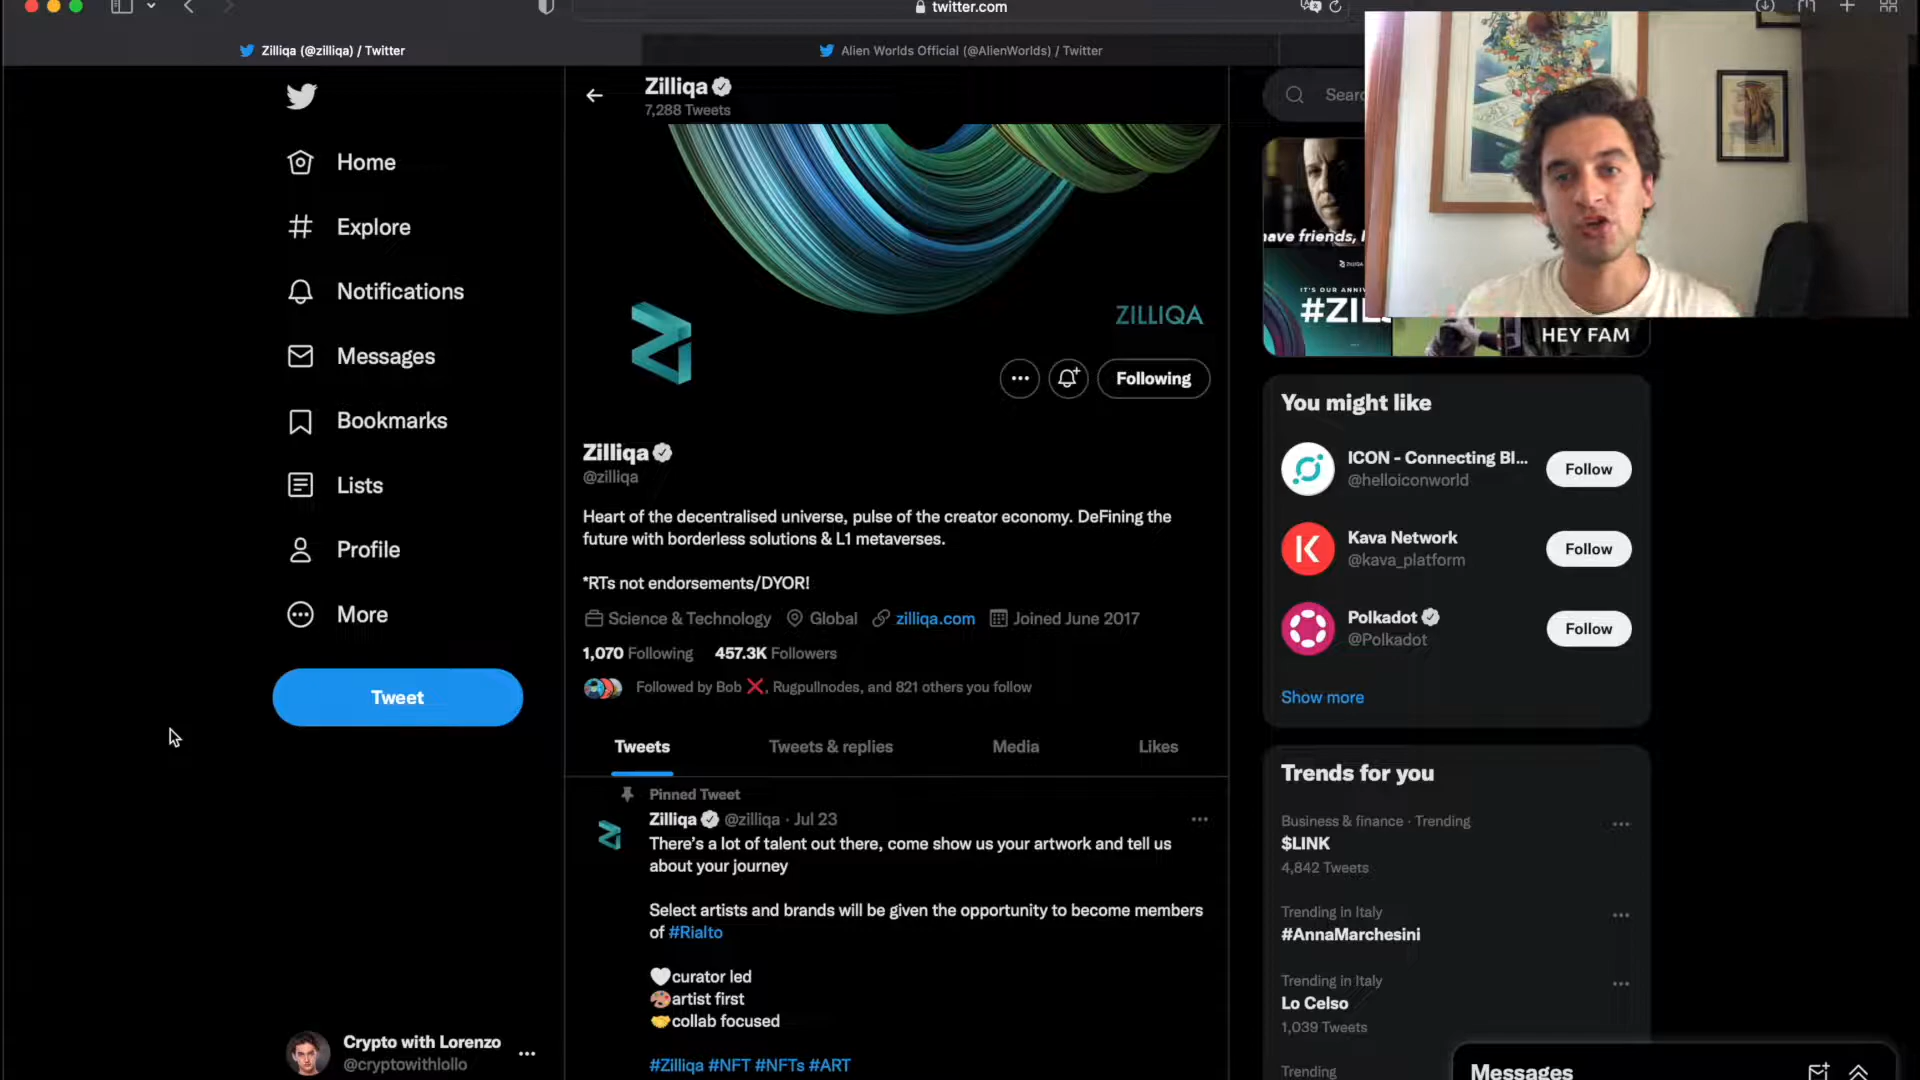 twitter.com
Zilliqa (@zilliqa) / Twitter
Alien Worlds Official (@AlienWorlds) / Twitter
Zilliqa
7,288 Tweets
Home
Explore
Notifications
Messages
Bookmarks
Lists
Profile
More
Tweet
Crypto with Lorenzo
@cryptowithlollo
ZILLIQA
Following
Zilliqa
@zilliqa
Heart of the decentralised universe, pulse of the creator economy. DeFining the
future with borderless solutions & L1 metaverses.
*RTs not endorsements/DYOR!
Science & Technology Global zilliqa.com Joined June 2017
1,070 Following 457.3K Followers
Followed by Bob ❌, Rugpullnodes, and 821 others you follow
Tweets Tweets & replies Media Likes
Pinned Tweet
Zilliqa @zilliqa · Jul 23
There's a lot of talent out there, come show us your artwork and tell us
about your journey
Select artists and brands will be given the opportunity to become members
of #Rialto
🤍curator led
🎨artist first
🤝collab focused
#Zilliqa #NFT #NFTs #ART
have friends,
#ZIL
HEY FAM
You might like
ICON - Connecting Bl...
@helloiconworld
Follow
Kava Network
@kava_platform
Follow
Polkadot
@Polkadot
Follow
Show more
Trends for you
Business & finance · Trending
$LINK
4,842 Tweets
Trending in Italy
#AnnaMarchesini
Trending in Italy
Lo Celso
1,039 Tweets
Trending
Messages